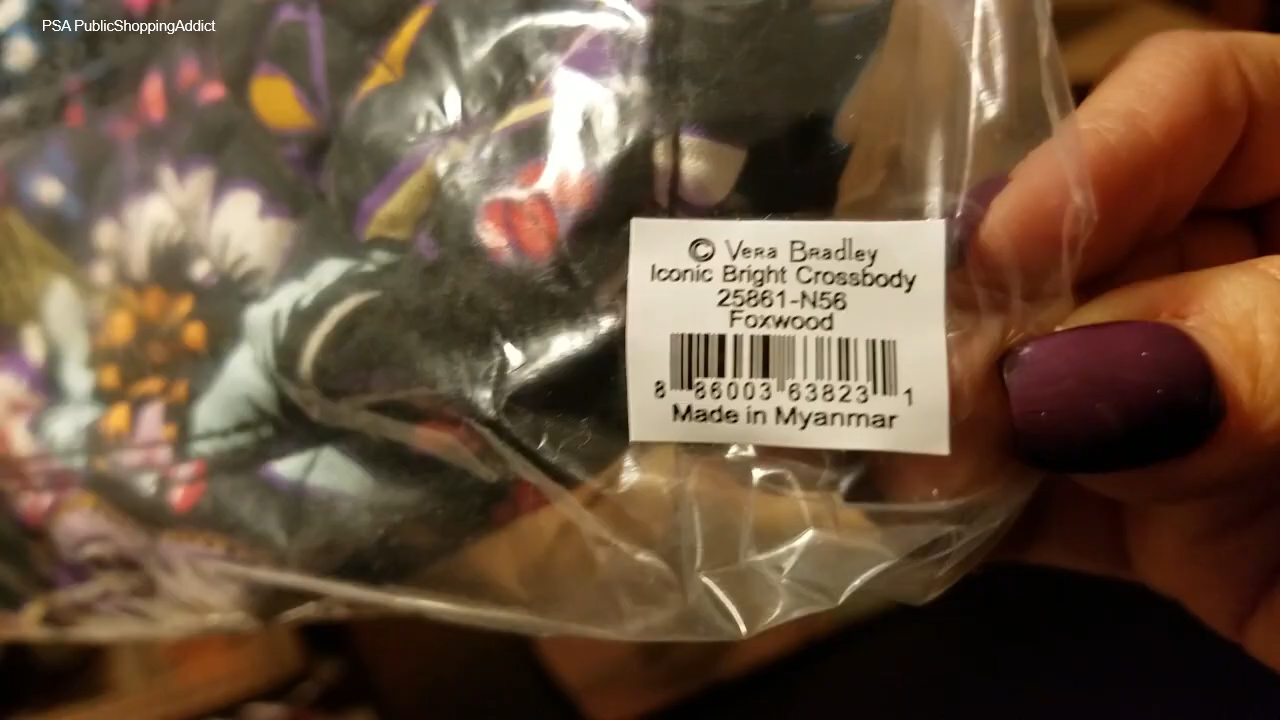 PSA PublicShoppingAddict
© Vera Bradley
Iconic Bright Crossbody
25861-N56
Foxwood
8 86003 63823 1
Made in Myanmar